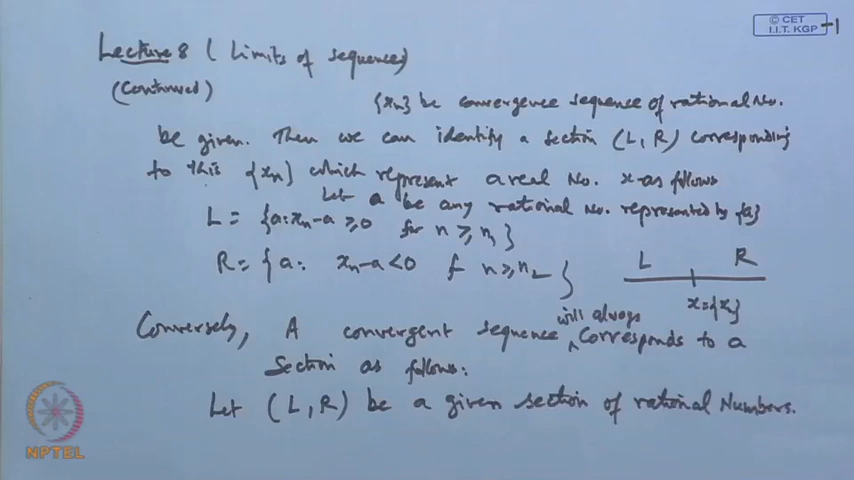 © CET
I.I.T. KGP
-1
Lecture 8 ( Limits of sequences)
(Continued)
{xn} be convergence sequence of rational No.
be given. Then we can identify a section (L, R) corresponding
to this {xn} which represent a real No. x as follows
Let a be any rational No. represented by {a}
L = {a: xn - a ≥ 0 for n ≥ n1}
R = {a: xn - a < 0 f n ≥ n2}
L R
x = {xn}
Conversely, A convergent sequence will always corresponds to a
Section as follows:
Let (L, R) be a given section of rational Numbers.
NPTEL